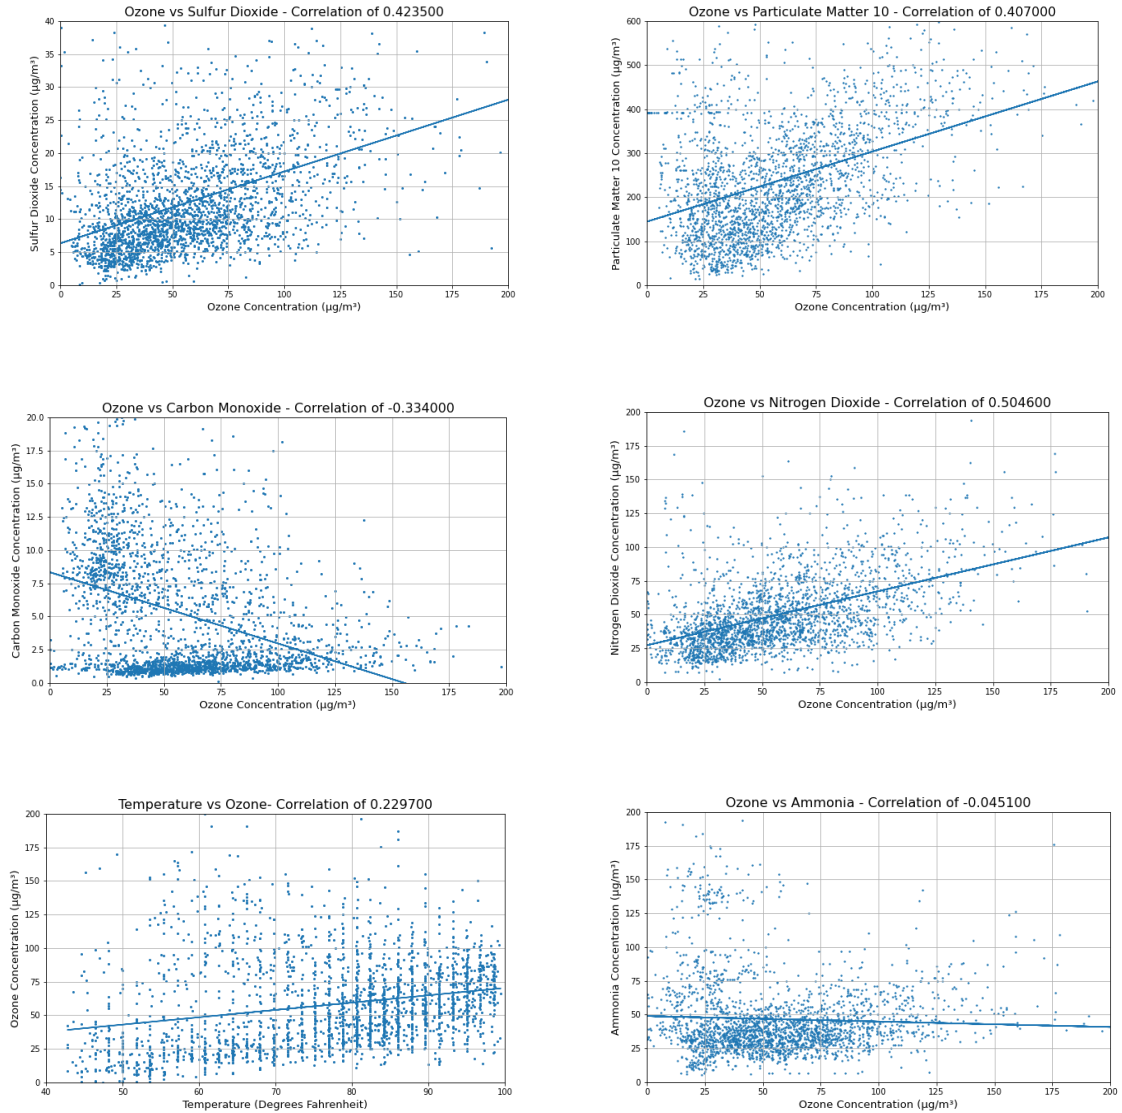 Ozone vs Sulfur Dioxide - Correlation of 0.423500
Sulfur Dioxide Concentration (µg/m³)
40
35
30
25
20
15
10
5
0
0 25 50 75 100 125 150 175 200
Ozone Concentration (µg/m³)
Ozone vs Particulate Matter 10 - Correlation of 0.407000
Particulate Matter 10 Concentration (µg/m³)
600
500
400
300
200
100
0
0 25 50 75 100 125 150 175 200
Ozone Concentration (µg/m³)
Ozone vs Carbon Monoxide - Correlation of -0.334000
Carbon Monoxide Concentration (µg/m³)
20.0
17.5
15.0
12.5
10.0
7.5
5.0
2.5
0.0
0 25 50 75 100 125 150 175 200
Ozone Concentration (µg/m³)
Ozone vs Nitrogen Dioxide - Correlation of 0.504600
Nitrogen Dioxide Concentration (µg/m³)
200
175
150
125
100
75
50
25
0
0 25 50 75 100 125 150 175 200
Ozone Concentration (µg/m³)
Temperature vs Ozone- Correlation of 0.229700
Ozone Concentration (µg/m³)
200
175
150
125
100
75
50
25
0
40 50 60 70 80 90 100
Temperature (Degrees Fahrenheit)
Ozone vs Ammonia - Correlation of -0.045100
Ammonia Concentration (µg/m³)
200
175
150
125
100
75
50
25
0
0 25 50 75 100 125 150 175 200
Ozone Concentration (µg/m³)